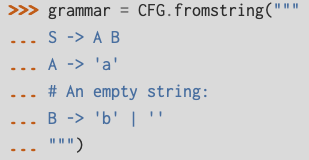 >>> grammar = CFG.fromstring("""
... S -> A B
... A -> 'a'
... # An empty string:
... B -> 'b' | ''
... """)